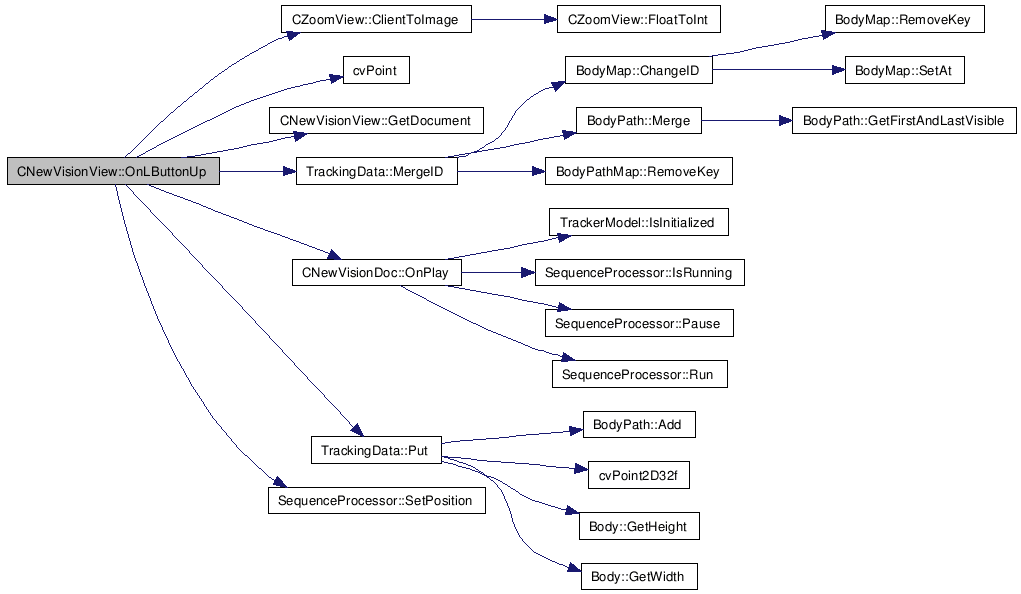 CZoomView::ClientToImage
CZoomView::FloatToInt
BodyMap::RemoveKey
cvPoint
BodyMap::ChangeID
BodyMap::SetAt
CNewVisionView::GetDocument
BodyPath::Merge
BodyPath::GetFirstAndLastVisible
CNewVisionView::OnLButtonUp
TrackingData::MergeID
BodyPathMap::RemoveKey
TrackerModel::IsInitialized
CNewVisionDoc::OnPlay
SequenceProcessor::IsRunning
SequenceProcessor::Pause
SequenceProcessor::Run
BodyPath::Add
TrackingData::Put
cvPoint2D32f
SequenceProcessor::SetPosition
Body::GetHeight
Body::GetWidth